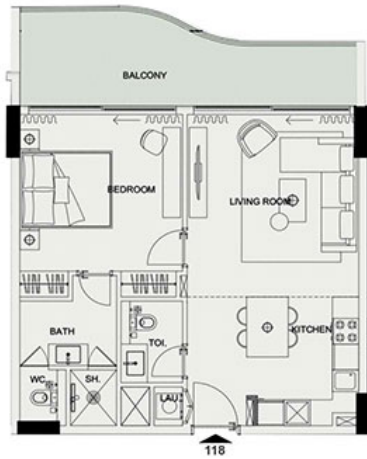 BALCONY
BEDROOM
LIVING ROOM
KITCHEN
BATH
TOI.
WC
SH.
LAU.
118